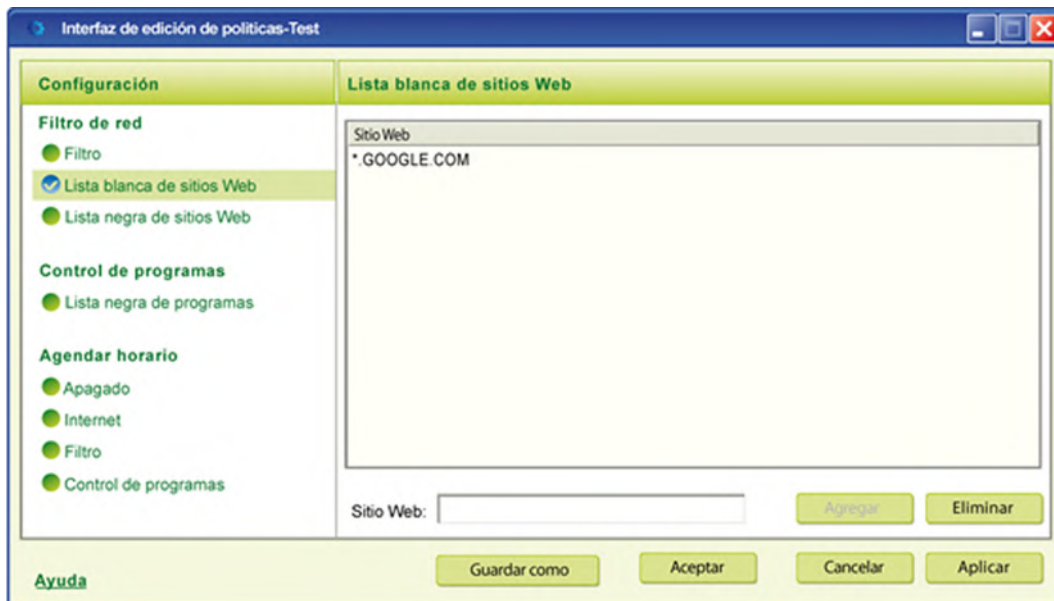 Interfaz de edición de politicas-Test
Configuración
Filtro de red
Filtro
Lista blanca de sitios Web
Lista negra de sitios Web
Control de programas
Lista negra de programas
Agendar horario
Apagado
Internet
Filtro
Control de programas
Lista blanca de sitios Web
Sitio Web
*.GOOGLE.COM
Sitio Web:
Agregar
Eliminar
Ayuda
Guardar como
Aceptar
Cancelar
Aplicar